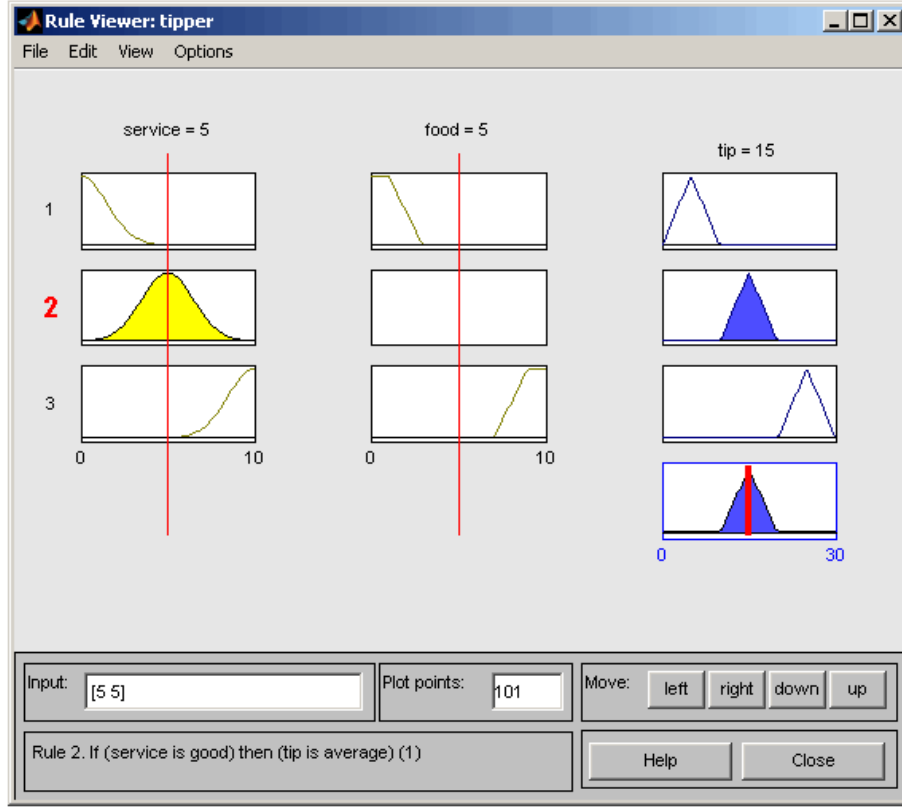 Rule Viewer: tipper
File Edit View Options
service = 5
food = 5
tip = 15
1
2
3
0 10
0 10
0 30
Input: [5 5]
Plot points: 101
Move: left right down up
Rule 2. If (service is good) then (tip is average) (1)
Help Close